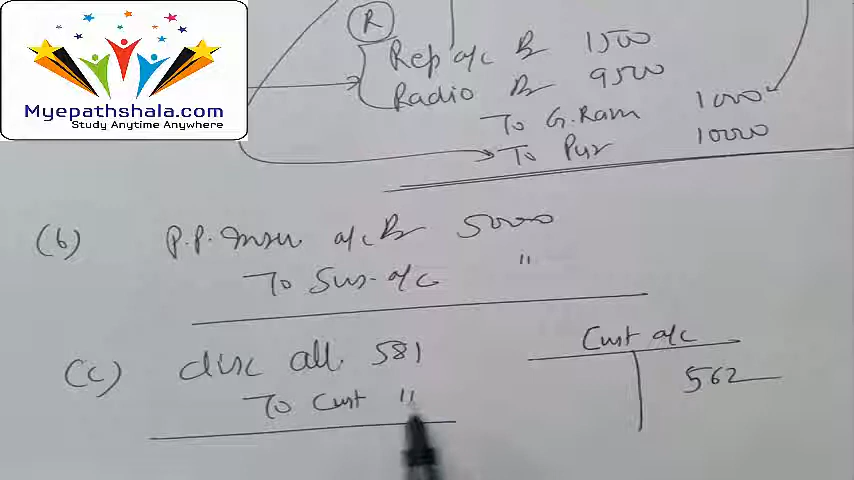 Myepathshala.com
Study Anytime Anywhere
R
Rep a/c Dr 1500
Radio Dr 9500
To G. Ram 1000
To Pur 10000
(b) P.P. Insu a/c Dr 5000
To Sus. a/c "
(c) disc all. 581
To Cust "
Cust a/c
562